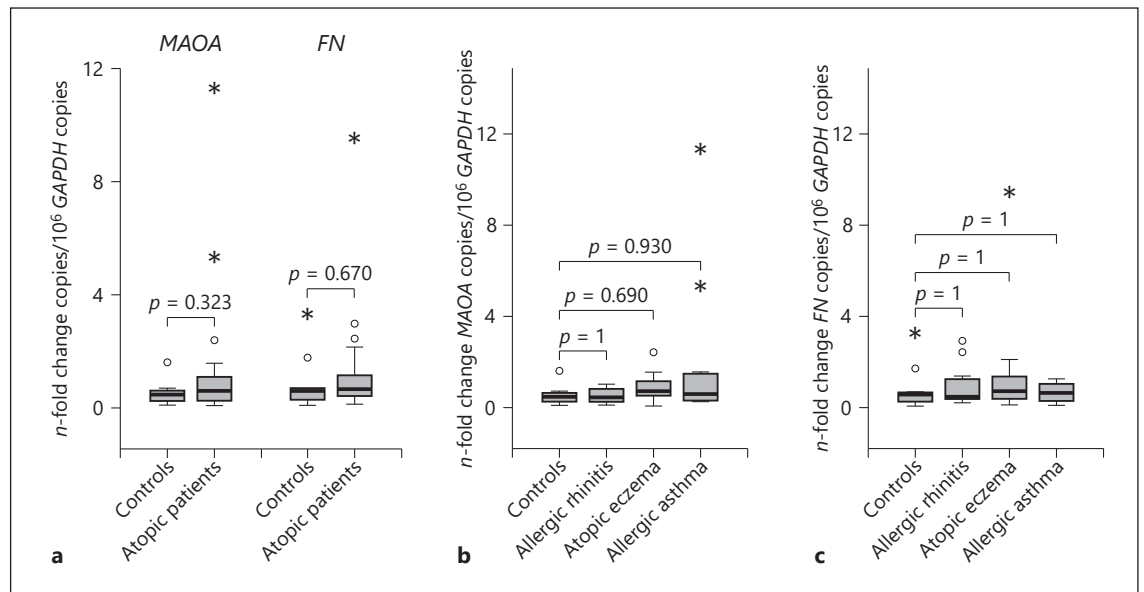 MAOA
FN
n-fold change copies/10⁶ GAPDH copies
12
8
4
0
*
*
*
*
p = 0.323
p = 0.670
Controls
Atopic patients
Controls
Atopic patients
a
n-fold change MAOA copies/10⁶ GAPDH copies
12
8
4
0
*
*
p = 0.930
p = 0.690
p = 1
Controls
Allergic rhinitis
Atopic eczema
Allergic asthma
b
n-fold change FN copies/10⁶ GAPDH copies
12
8
4
0
*
*
p = 1
p = 1
p = 1
Controls
Allergic rhinitis
Atopic eczema
Allergic asthma
c